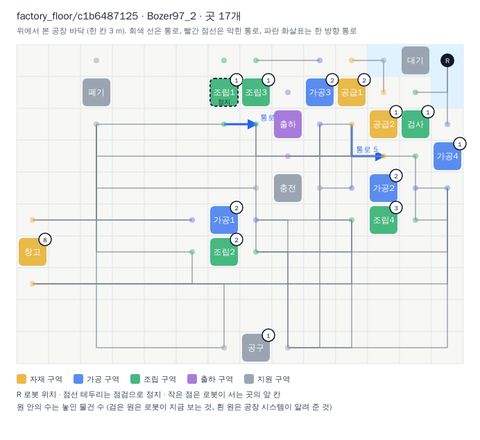 factory_floor/c1b6487125 · Bozer97_2 · 곳 17개
위에서 본 공장 바닥 (한 칸 3 m). 회색 선은 통로, 빨간 점선은 막힌 통로, 파란 화살표는 한 방향 통로
대기 R
폐기 조립1 1 조립3 1 가공3 2 공급1 2
정지
통로 출하 공급2 1 검사 1
통로 5 가공4 1
충전 가공2 2
가공1 2 조립4 3
창고 8 조립2 2
공구 1
자재 구역 가공 구역 조립 구역 출하 구역 지원 구역
R 로봇 위치 · 점선 테두리는 점검으로 정지 · 작은 점은 로봇이 서는 곳의 앞 칸
원 안의 수는 놓인 물건 수 (검은 원은 로봇이 지금 보는 것, 흰 원은 공장 시스템이 알려 준 것)